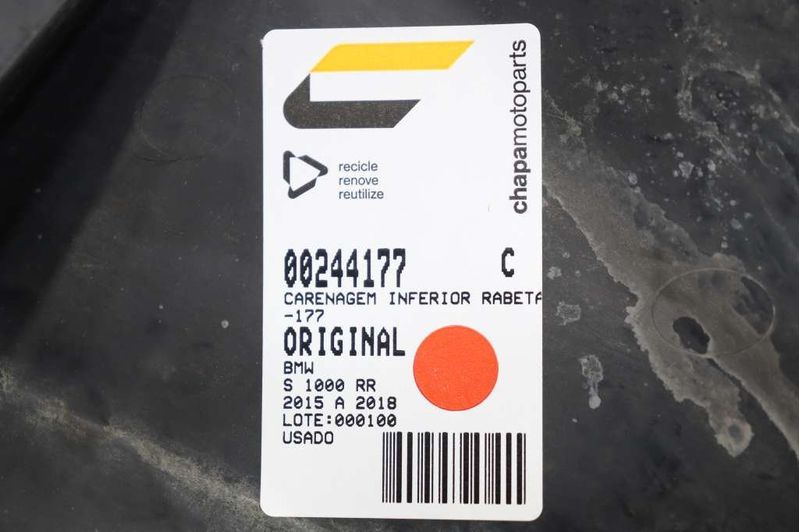 chapamotoparts
recicle
renove
reutilize
00244177 C
CARENAGEM INFERIOR RABETA
-177
ORIGINAL
BMW
S 1000 RR
2015 A 2018
LOTE:000100
USADO